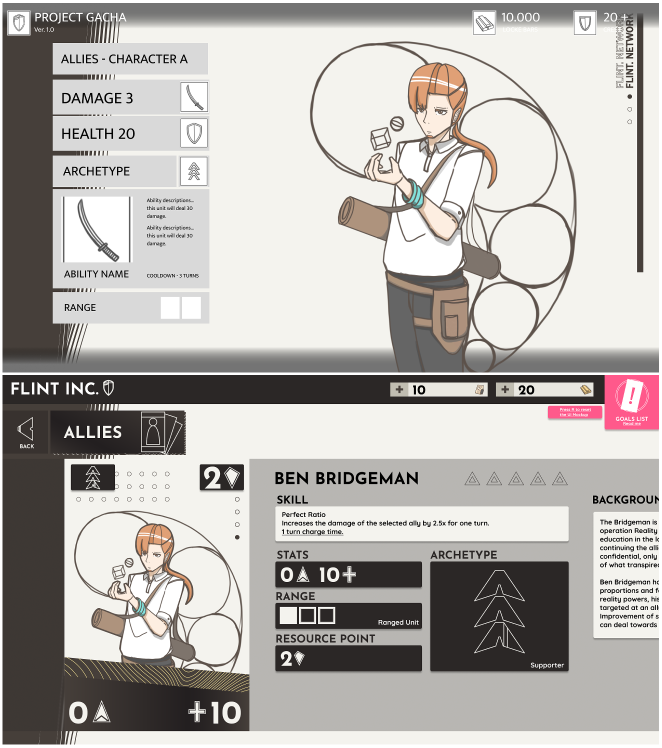 PROJECT GACHA
Ver. 1.0
10,000
20 +
ALLIES - CHARACTER A
DAMAGE 3
HEALTH 20
ARCHETYPE
Ability descriptions...
this unit will deal 30
damage.
Ability descriptions...
this unit will deal 30
damage.
ABILITY NAME
COOLDOWN - 3 TURNS
RANGE
FLINT. NETWORK
FLINT. NETWORK
FLINT INC.
+ 10
+ 20
GOALS LIST
BACK
ALLIES
2
0
+10
BEN BRIDGEMAN
SKILL
Perfect Ratio
Increases the damage of the selected ally by 2.5x for one turn.
1 turn charge time.
STATS
0 10+
RANGE
Ranged Unit
RESOURCE POINT
2
ARCHETYPE
Supporter
BACKGROUN
The Bridgeman is
operation Reality
education in the l
continuing the alli
confidential, only
of what transpire
Ben Bridgeman h
proportions and f
reality powers, his
targeted at an all
improvement of s
can deal towards